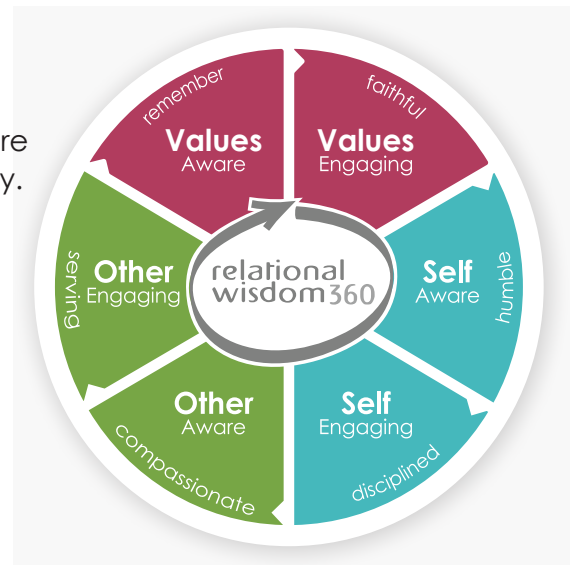 re
y.
remember
Values
Aware
faithful
Values
Engaging
humble
Self
Aware
disciplined
Self
Engaging
compassionate
Other
Aware
serving
Other
Engaging
relational
wisdom360